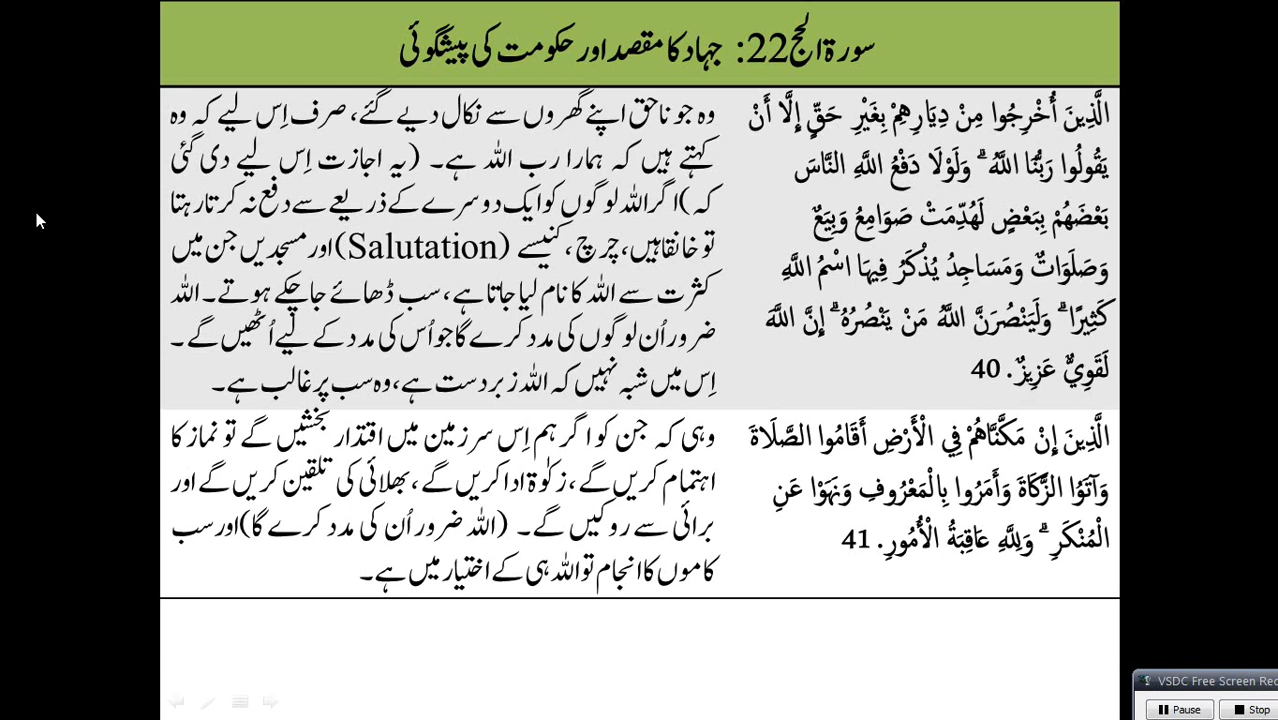 سورۃ الحج 22: جہاد کا مقصد اور حکومت کی پیشگوئی
الَّذِينَ أُخْرِجُوا مِنْ دِيَارِهِمْ بِغَيْرِ حَقٍّ إِلَّا أَنْ
يَقُولُوا رَبُّنَا اللَّهُ ۗ وَلَوْلَا دَفْعُ اللَّهِ النَّاسَ
بَعْضَهُمْ بِبَعْضٍ لَهُدِّمَتْ صَوَامِعُ وَبِيَعٌ
وَصَلَوَاتٌ وَمَسَاجِدُ يُذْكَرُ فِيهَا اسْمُ اللَّهِ
كَثِيرًا ۗ وَلَيَنْصُرَنَّ اللَّهُ مَنْ يَنْصُرُهُ ۗ إِنَّ اللَّهَ
لَقَوِيٌّ عَزِيزٌ. 40
وہ جو ناحق اپنے گھروں سے نکال دیے گئے، صرف اِس لیے کہ وہ
کہتے ہیں کہ ہمارا رب اللہ ہے۔ (یہ اجازت اِس لیے دی گئی
کہ) اگر اللہ لوگوں کو ایک دوسرے کے ذریعے سے دفع نہ کرتا رہتا
تو خانقاہیں، چرچ، کنیسے (Salutation) اور مسجدیں جن میں
کثرت سے اللہ کا نام لیا جاتا ہے، سب ڈھائے جا چکے ہوتے۔ اللہ
ضرور اُن لوگوں کی مدد کرے گا جو اُس کی مدد کے لیے اُٹھیں گے۔
اِس میں شبہ نہیں کہ اللہ زبردست ہے، وہ سب پر غالب ہے۔
الَّذِينَ إِنْ مَكَّنَّاهُمْ فِي الْأَرْضِ أَقَامُوا الصَّلَاةَ
وَآتَوُا الزَّكَاةَ وَأَمَرُوا بِالْمَعْرُوفِ وَنَهَوْا عَنِ
الْمُنْكَرِ ۗ وَلِلَّهِ عَاقِبَةُ الْأُمُورِ. 41
وہی کہ جن کو اگر ہم اِس سرزمین میں اقتدار بخشیں گے تو نماز کا
اہتمام کریں گے، زکوٰۃ ادا کریں گے، بھلائی کی تلقین کریں گے اور
برائی سے روکیں گے۔ (اللہ ضرور اُن کی مدد کرے گا) اور سب
کاموں کا انجام تو اللہ ہی کے اختیار میں ہے۔
VSDC Free Screen Rec
Pause
Stop